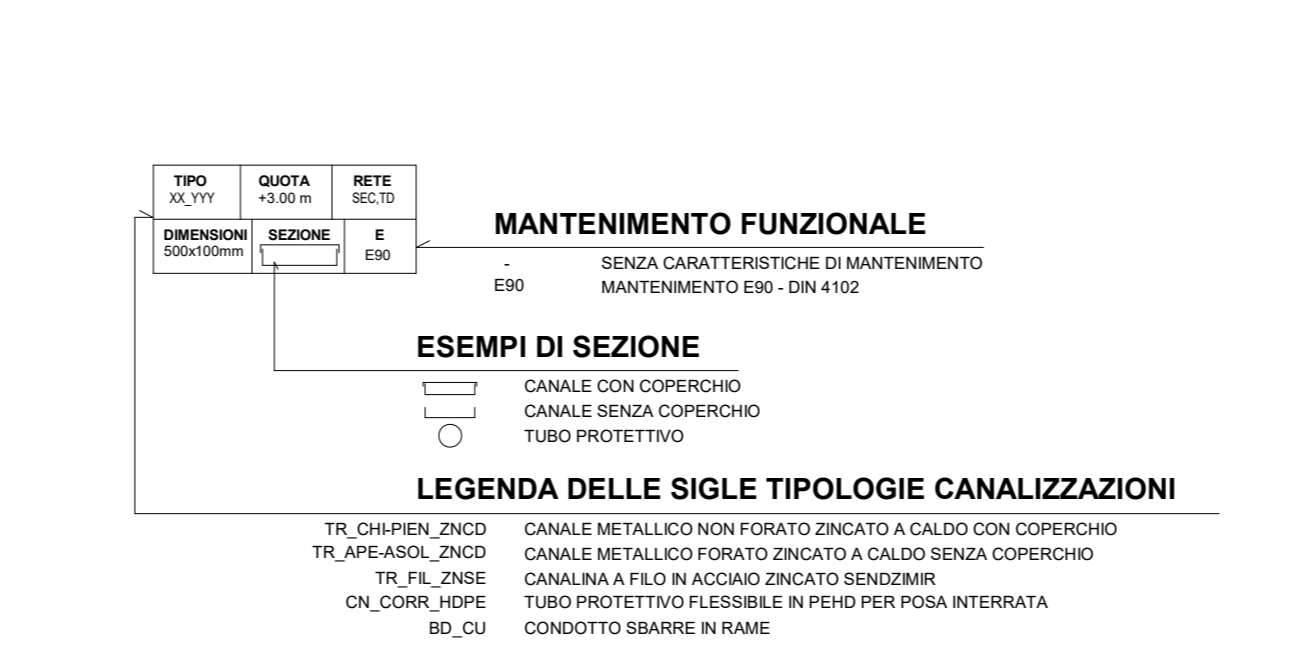 TIPO QUOTA RETE
XX_YYY +3.00 m SEC,TD
DIMENSIONI SEZIONE E
500x100mm E90
MANTENIMENTO FUNZIONALE
- SENZA CARATTERISTICHE DI MANTENIMENTO
E90 MANTENIMENTO E90 - DIN 4102
ESEMPI DI SEZIONE
CANALE CON COPERCHIO
CANALE SENZA COPERCHIO
TUBO PROTETTIVO
LEGENDA DELLE SIGLE TIPOLOGIE CANALIZZAZIONI
TR_CHI-PIEN_ZNCD CANALE METALLICO NON FORATO ZINCATO A CALDO CON COPERCHIO
TR_APE-ASOL_ZNCD CANALE METALLICO FORATO ZINCATO A CALDO SENZA COPERCHIO
TR_FIL_ZNSE CANALINA A FILO IN ACCIAIO ZINCATO SENDZIMIR
CN_CORR_HDPE TUBO PROTETTIVO FLESSIBILE IN PEHD PER POSA INTERRATA
BD_CU CONDOTTO SBARRE IN RAME